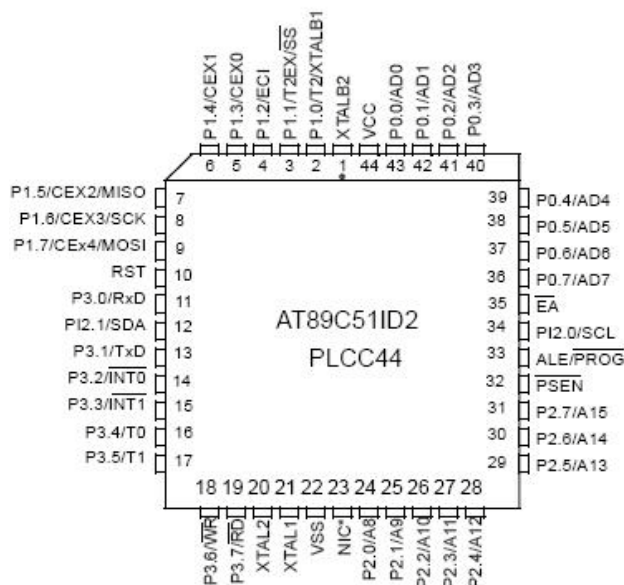 P1.4/CEX1
P1.3/CEX0
P1.2/ECI
P1.1/T2EX/SS
P1.0/T2/XTALB1
XTALB2
VCC
P0.0/AD0
P0.1/AD1
P0.2/AD2
P0.3/AD3
6 5 4 3 2 1 44 43 42 41 40
P1.5/CEX2/MISO 7
P1.6/CEX3/SCK 8
P1.7/CEx4/MOSI 9
RST 10
P3.0/RxD 11
PI2.1/SDA 12
P3.1/TxD 13
P3.2/INT0 14
P3.3/INT1 15
P3.4/T0 16
P3.5/T1 17
AT89C51ID2
PLCC44
39 P0.4/AD4
38 P0.5/AD5
37 P0.6/AD6
36 P0.7/AD7
35 EA
34 PI2.0/SCL
33 ALE/PROG
32 PSEN
31 P2.7/A15
30 P2.6/A14
29 P2.5/A13
18 19 20 21 22 23 24 25 26 27 28
P3.6/WR
P3.7/RD
XTAL2
XTAL1
VSS
NIC*
P2.0/A8
P2.1/A9
P2.2/A10
P2.3/A11
P2.4/A12